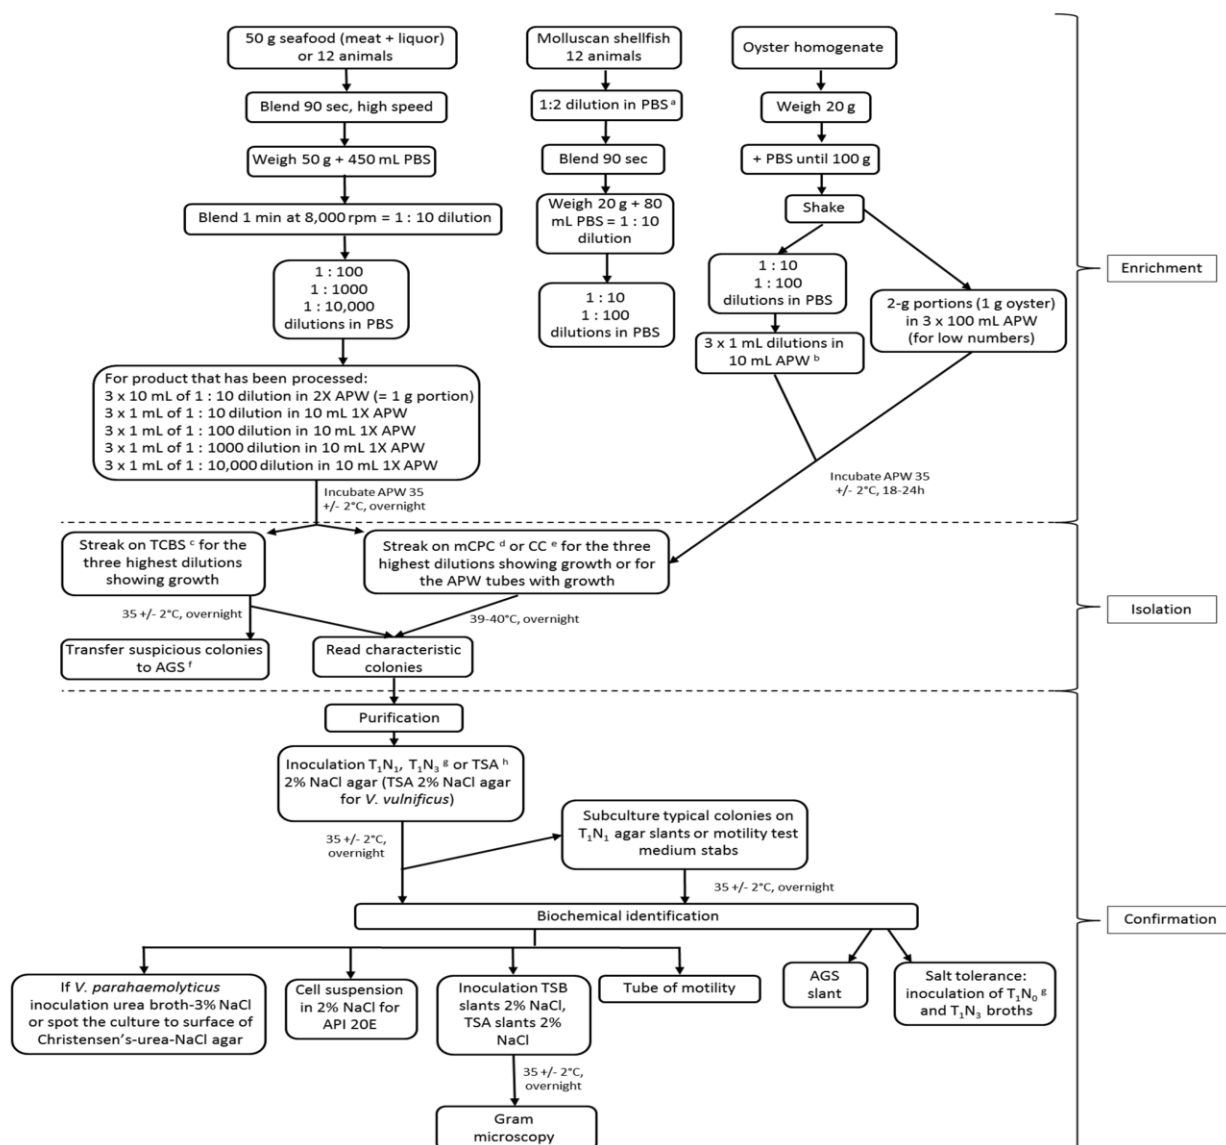 50 g seafood (meat + liquor)
or 12 animals
Molluscan shellfish
12 animals
Oyster homogenate
Blend 90 sec, high speed
1:2 dilution in PBS ᵃ
Weigh 20 g
Weigh 50 g + 450 mL PBS
Blend 90 sec
+ PBS until 100 g
Blend 1 min at 8,000 rpm = 1 : 10 dilution
Weigh 20 g + 80
mL PBS = 1 : 10
dilution
Shake
1 : 100
1 : 1000
1 : 10,000
dilutions in PBS
1 : 10
1 : 100
dilutions in PBS
1 : 10
1 : 100
dilutions in PBS
2-g portions (1 g oyster)
in 3 x 100 mL APW
(for low numbers)
3 x 1 mL dilutions in
10 mL APW ᵇ
For product that has been processed:
3 x 10 mL of 1 : 10 dilution in 2X APW (= 1 g portion)
3 x 1 mL of 1 : 10 dilution in 10 mL 1X APW
3 x 1 mL of 1 : 100 dilution in 10 mL 1X APW
3 x 1 mL of 1 : 1000 dilution in 10 mL 1X APW
3 x 1 mL of 1 : 10,000 dilution in 10 mL 1X APW
Incubate APW 35
+/- 2°C, overnight
Incubate APW 35
+/- 2°C, 18-24h
Enrichment
Streak on TCBS ᶜ for the
three highest dilutions
showing growth
Streak on mCPC ᵈ or CC ᵉ for the three
highest dilutions showing growth or for
the APW tubes with growth
35 +/- 2°C, overnight
39-40°C, overnight
Transfer suspicious colonies
to AGS ᶠ
Read characteristic
colonies
Isolation
Purification
Inoculation T₁N₁, T₁N₃ ᵍ or TSA ʰ
2% NaCl agar (TSA 2% NaCl agar
for V. vulnificus)
35 +/- 2°C,
overnight
Subculture typical colonies on
T₁N₁ agar slants or motility test
medium stabs
35 +/- 2°C, overnight
Biochemical identification
Confirmation
If V. parahaemolyticus
inoculation urea broth-3% NaCl
or spot the culture to surface of
Christensen's-urea-NaCl agar
Cell suspension
in 2% NaCl for
API 20E
Inoculation TSB
slants 2% NaCl,
TSA slants 2%
NaCl
Tube of motility
AGS
slant
Salt tolerance:
inoculation of T₁N₀ ᵍ
and T₁N₃ broths
35 +/- 2°C,
overnight
Gram
microscopy